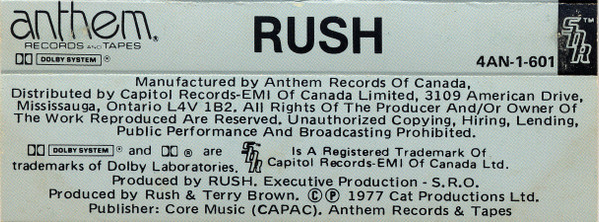 anthem®
RECORDS AND TAPES
DOLBY SYSTEM ®
RUSH
4AN-1-601
SDR™
Manufactured by Anthem Records Of Canada,
Distributed by Capitol Records-EMI Of Canada Limited, 3109 American Drive,
Mississauga, Ontario L4V 1B2. All Rights Of The Producer And/Or Owner Of
The Work Reproduced Are Reserved. Unauthorized Copying, Hiring, Lending,
Public Performance And Broadcasting Prohibited.
DOLBY SYSTEM ® and ® are SDR Is A Registered Trademark Of
trademarks of Dolby Laboratories. Capitol Records-EMI Of Canada Ltd.
Produced by RUSH. Executive Production - S.R.O.
Produced by Rush & Terry Brown. ©℗ 1977 Cat Productions Ltd.
Publisher: Core Music (CAPAC). Anthem Records & Tapes